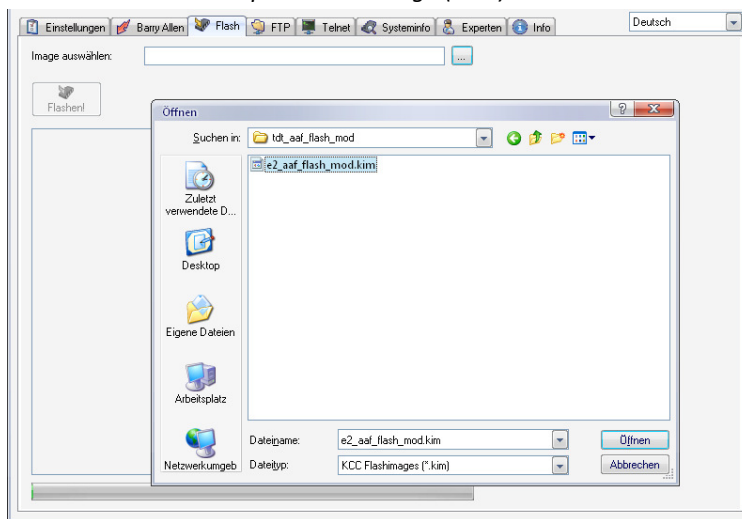 Einstellungen Barry Allen Flash FTP Telnet Systeminfo Experten Info Deutsch
Image auswählen: ...
Flashen!
Öffnen
Suchen in: tdt_aaf_flash_mod
e2_aaf_flash_mod.kim
Zuletzt
verwendete D...
Desktop
Eigene Dateien
Arbeitsplatz
Netzwerkumgeb
Dateiname: e2_aaf_flash_mod.kim Öffnen
Dateityp: KCC Flashimages (*.kim) Abbrechen